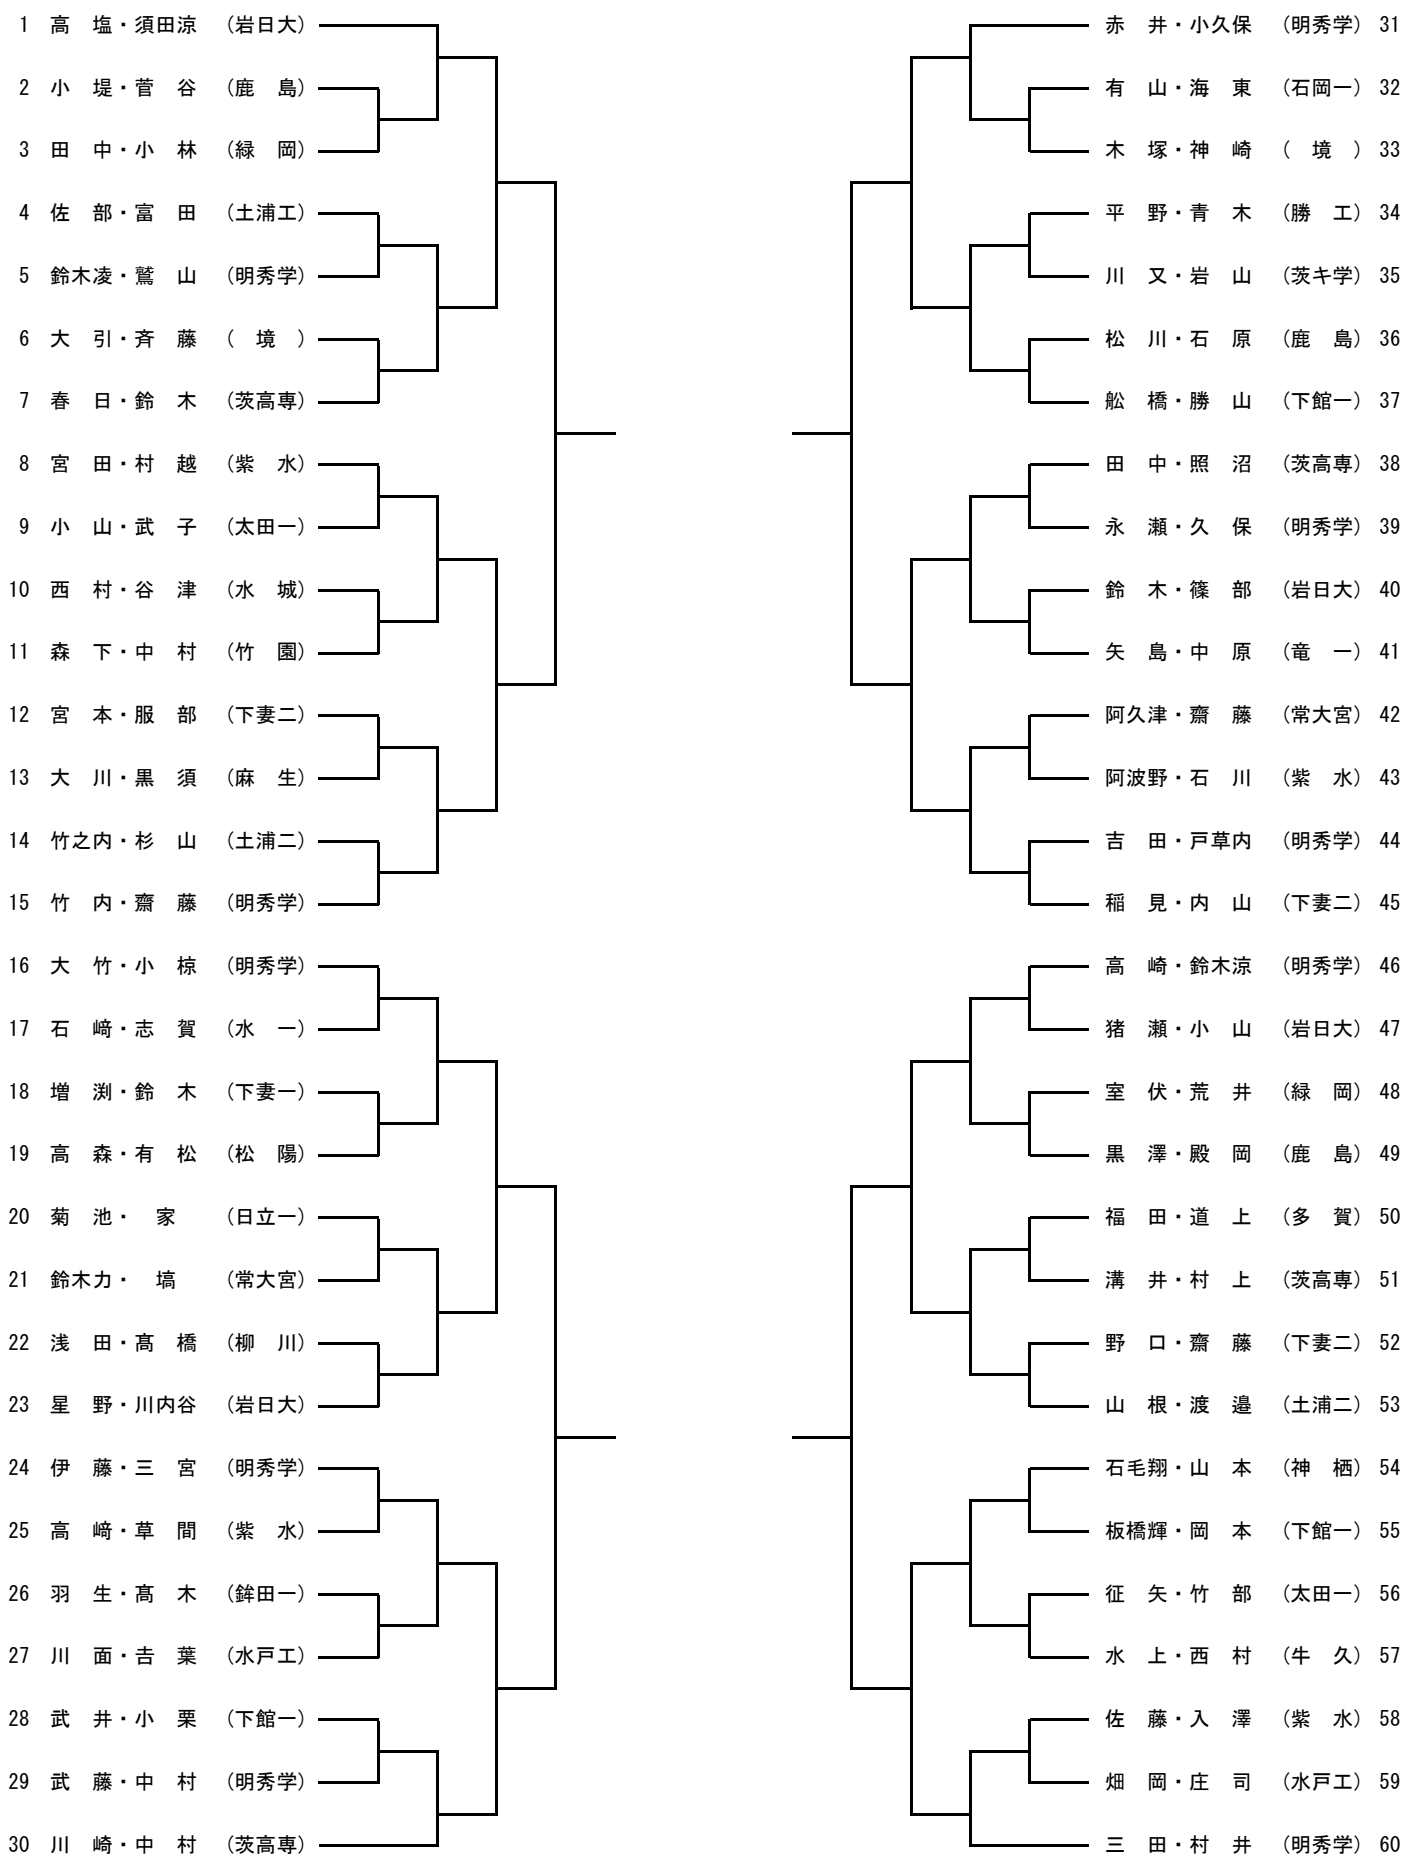 1 高　塩・須田涼 （岩日大）
2 小　堤・菅　谷 （鹿　島）
3 田　中・小　林 （緑　岡）
4 佐　部・富　田 （土浦工）
5 鈴木凌・鷲　山 （明秀学）
6 大　引・斉　藤 （　境　）
7 春　日・鈴　木 （茨高専）
8 宮　田・村　越 （紫　水）
9 小　山・武　子 （太田一）
10 西　村・谷　津 （水　城）
11 森　下・中　村 （竹　園）
12 宮　本・服　部 （下妻二）
13 大　川・黒　須 （麻　生）
14 竹之内・杉　山 （土浦二）
15 竹　内・齋　藤 （明秀学）
16 大　竹・小　椋 （明秀学）
17 石　﨑・志　賀 （水　一）
18 増　渕・鈴　木 （下妻一）
19 高　森・有　松 （松　陽）
20 菊　池・　家　 （日立一）
21 鈴木力・　塙　 （常大宮）
22 浅　田・髙　橋 （柳　川）
23 星　野・川内谷 （岩日大）
24 伊　藤・三　宮 （明秀学）
25 高　﨑・草　間 （紫　水）
26 羽　生・髙　木 （鉾田一）
27 川　面・𠮷　葉 （水戸工）
28 武　井・小　栗 （下館一）
29 武　藤・中　村 （明秀学）
30 川　崎・中　村 （茨高専）
赤　井・小久保 （明秀学） 31
有　山・海　東 （石岡一） 32
木　塚・神　崎 （　境　） 33
平　野・青　木 （勝　工） 34
川　又・岩　山 （茨キ学） 35
松　川・石　原 （鹿　島） 36
舩　橋・勝　山 （下館一） 37
田　中・照　沼 （茨高専） 38
永　瀬・久　保 （明秀学） 39
鈴　木・篠　部 （岩日大） 40
矢　島・中　原 （竜　一） 41
阿久津・齋　藤 （常大宮） 42
阿波野・石　川 （紫　水） 43
吉　田・戸草内 （明秀学） 44
稲　見・内　山 （下妻二） 45
高　崎・鈴木涼 （明秀学） 46
猪　瀬・小　山 （岩日大） 47
室　伏・荒　井 （緑　岡） 48
黒　澤・殿　岡 （鹿　島） 49
福　田・道　上 （多　賀） 50
溝　井・村　上 （茨高専） 51
野　口・齋　藤 （下妻二） 52
山　根・渡　邉 （土浦二） 53
石毛翔・山　本 （神　栖） 54
板橋輝・岡　本 （下館一） 55
征　矢・竹　部 （太田一） 56
水　上・西　村 （牛　久） 57
佐　藤・入　澤 （紫　水） 58
畑　岡・庄　司 （水戸工） 59
三　田・村　井 （明秀学） 60